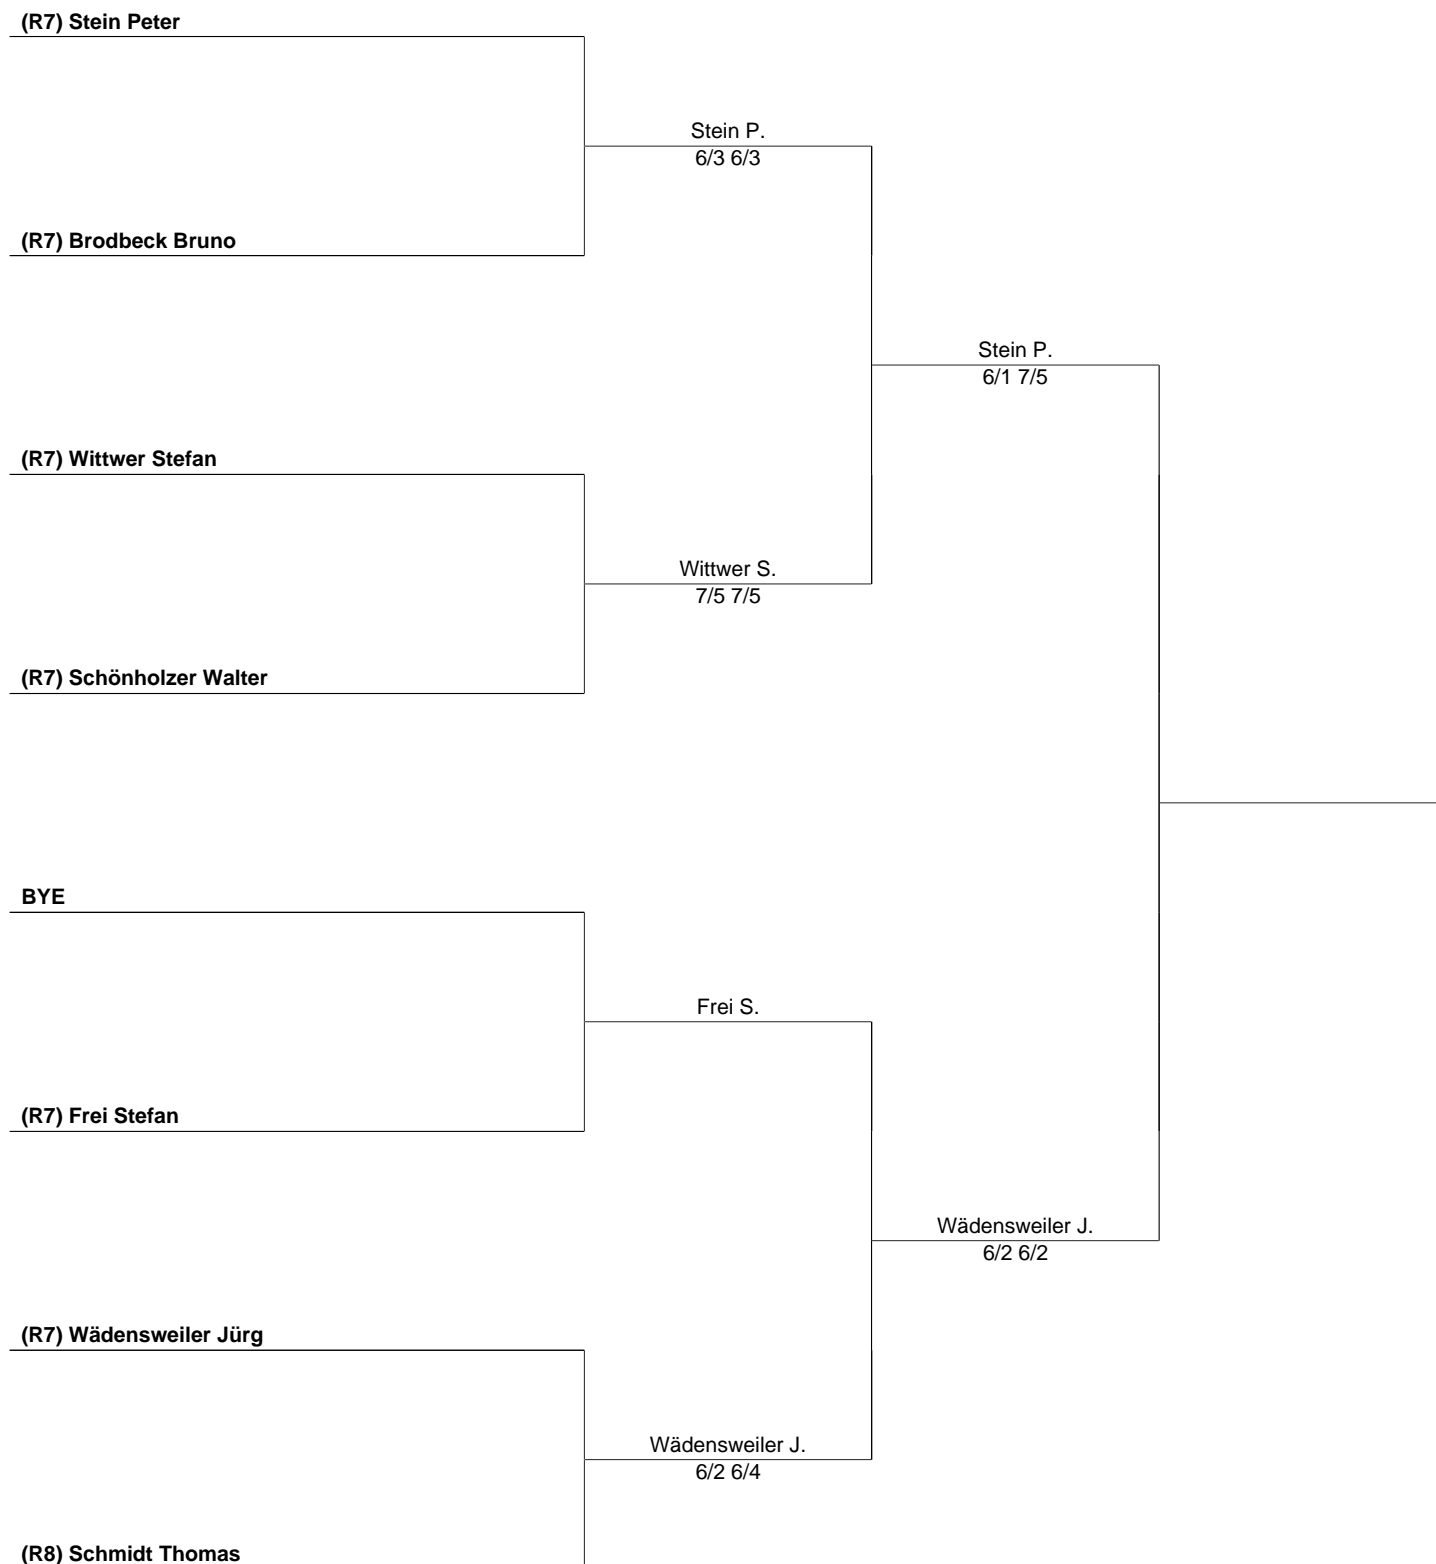 (R7) Stein Peter
Stein P.
6/3 6/3
(R7) Brodbeck Bruno
Stein P.
6/1 7/5
(R7) Wittwer Stefan
Wittwer S.
7/5 7/5
(R7) Schönholzer Walter
BYE
Frei S.
(R7) Frei Stefan
Wädensweiler J.
6/2 6/2
(R7) Wädensweiler Jürg
Wädensweiler J.
6/2 6/4
(R8) Schmidt Thomas